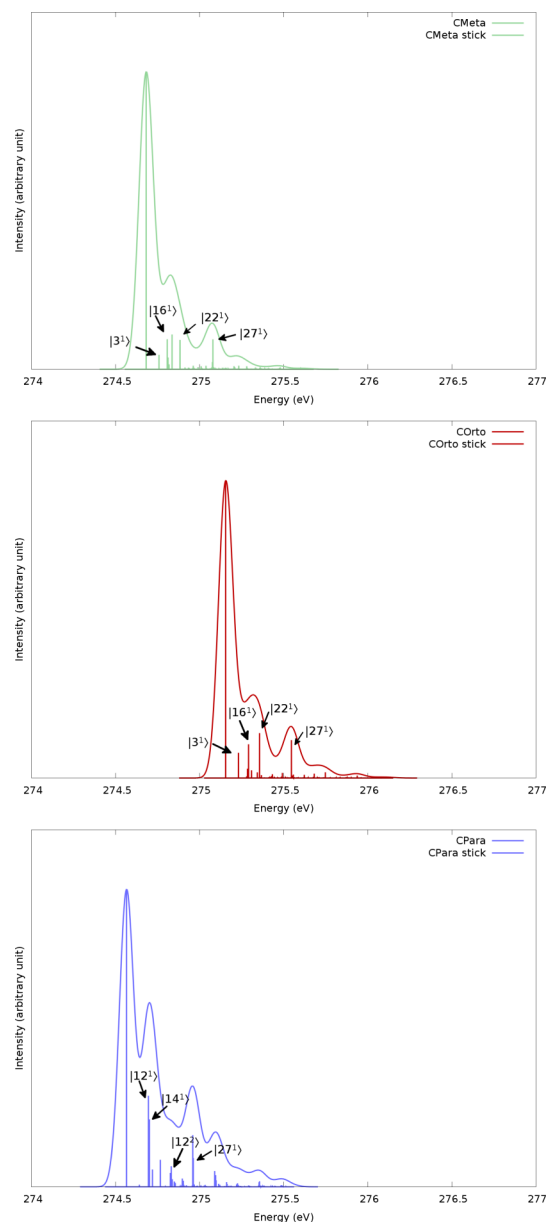 CMeta
CMeta stick
Intensity (arbitrary unit)
|3¹⟩
|16¹⟩
|22¹⟩
|27¹⟩
274 274.5 275 275.5 276 276.5 277
Energy (eV)
COrto
COrto stick
Intensity (arbitrary unit)
|3¹⟩
|16¹⟩
|22¹⟩
|27¹⟩
274 274.5 275 275.5 276 276.5 277
Energy (eV)
CPara
CPara stick
Intensity (arbitrary unit)
|12¹⟩
|14¹⟩
|12²⟩
|27¹⟩
274 274.5 275 275.5 276 276.5 277
Energy (eV)